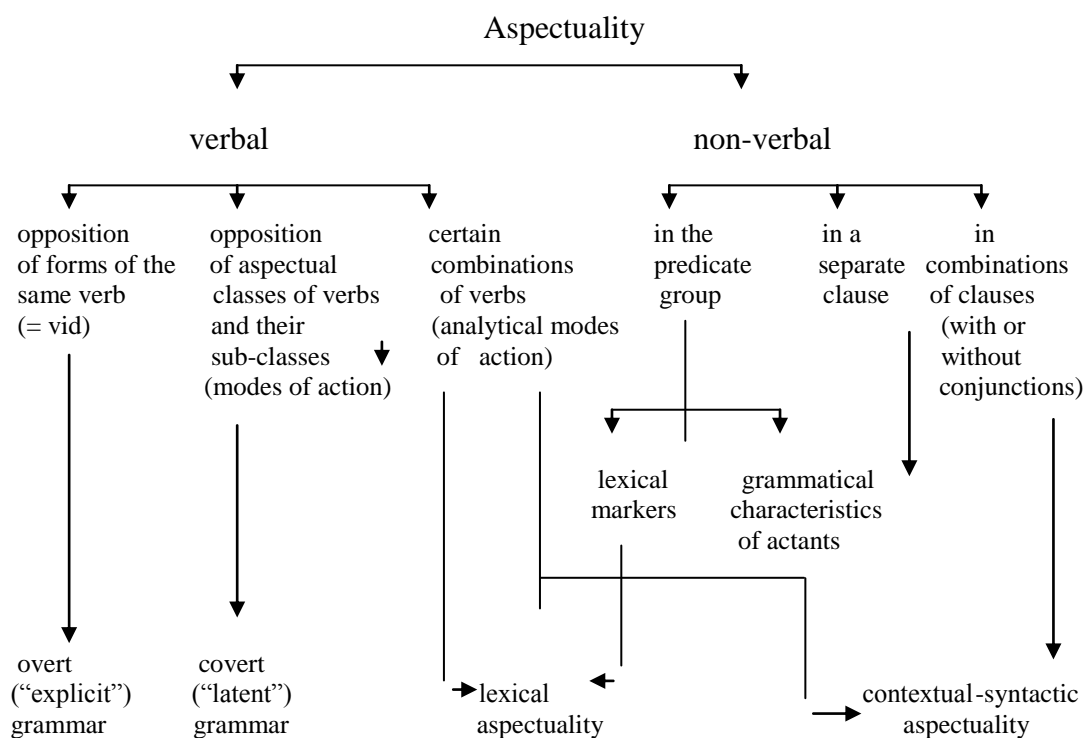 Aspectuality
verbal
non-verbal
opposition
of forms of the
same verb
(= vid)
opposition
of aspectual
classes of verbs
and their
sub-classes
(modes of action)
certain
combinations
of verbs
(analytical modes
of action)
in the
predicate
group
in a
separate
clause
in
combinations
of clauses
(with or
without
conjunctions)
lexical
markers
grammatical
characteristics
of actants
overt
(“explicit”)
grammar
covert
(“latent”)
grammar
lexical
aspectuality
contextual-syntactic
aspectuality